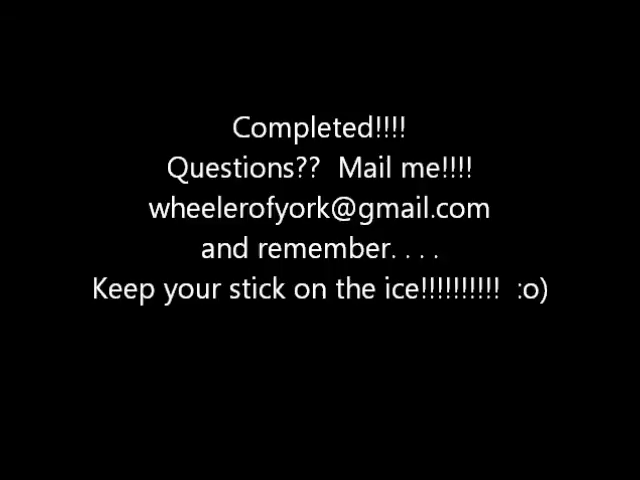 Completed!!!!
Questions??  Mail me!!!!
wheelerofyork@gmail.com
and remember. . . .
Keep your stick on the ice!!!!!!!!!!  :o)